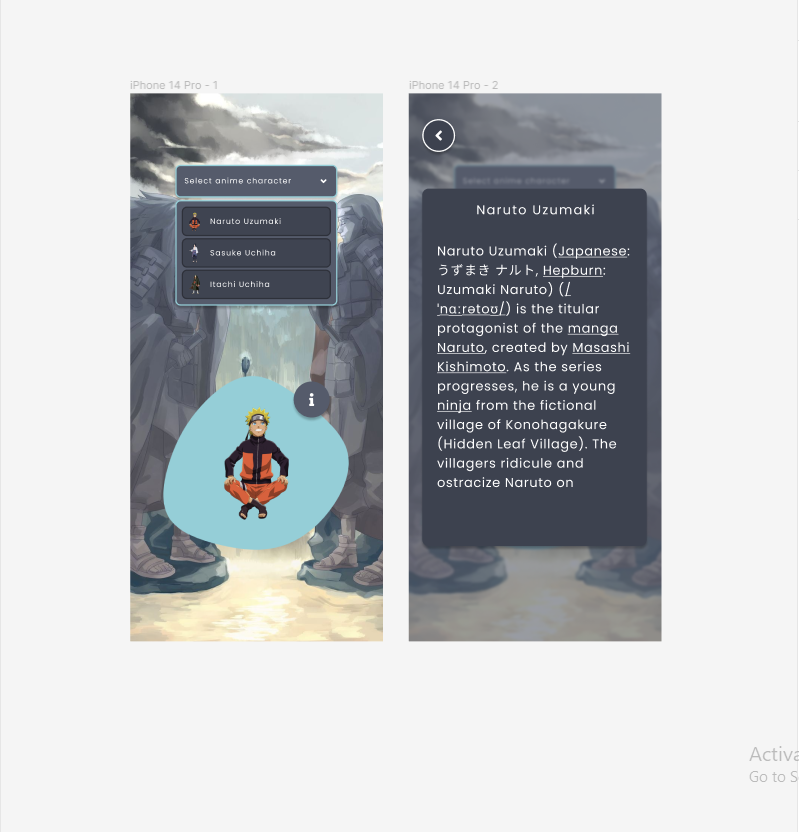 iPhone 14 Pro - 1
Select anime character
Naruto Uzumaki
Sasuke Uchiha
Itachi Uchiha
i
iPhone 14 Pro - 2
Select anime character
Naruto Uzumaki
Naruto Uzumaki (Japanese:
うずまき ナルト, Hepburn:
Uzumaki Naruto) (/
ˈnɑːrətoʊ/) is the titular
protagonist of the manga
Naruto, created by Masashi
Kishimoto. As the series
progresses, he is a young
ninja from the fictional
village of Konohagakure
(Hidden Leaf Village). The
villagers ridicule and
ostracize Naruto on
Activa
Go to S